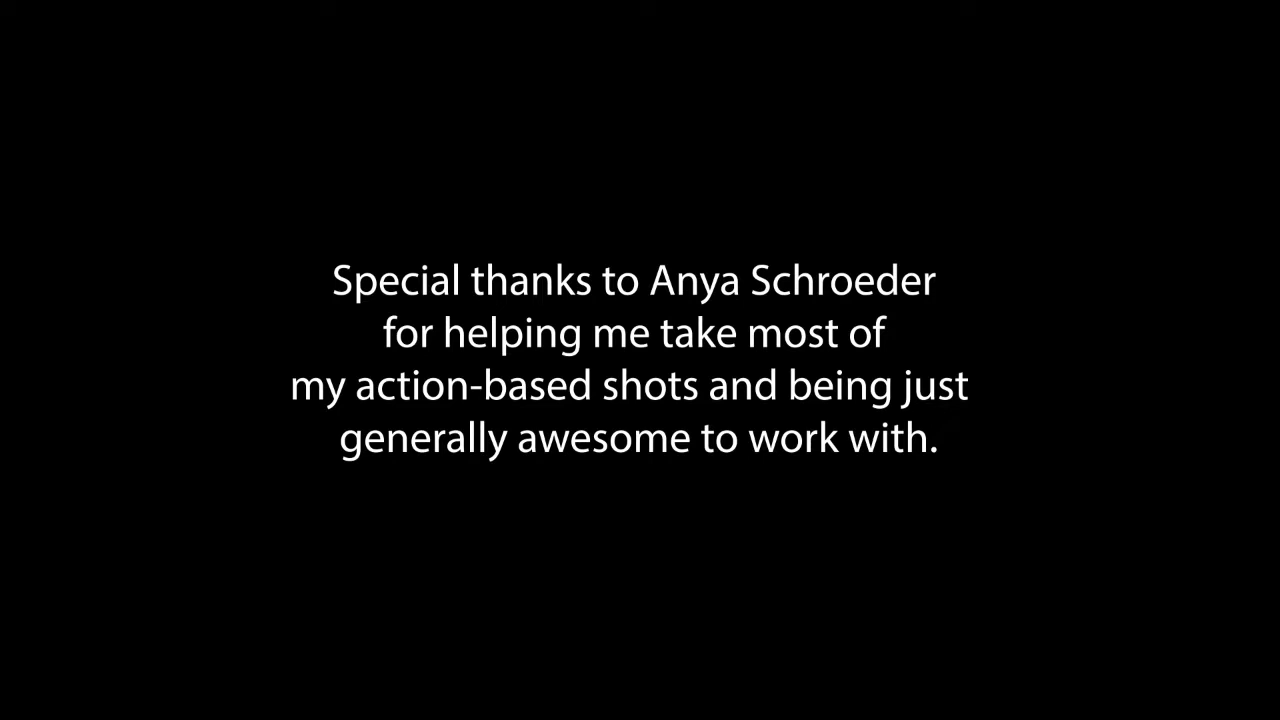 Special thanks to Anya Schroeder
for helping me take most of
my action-based shots and being just
generally awesome to work with.